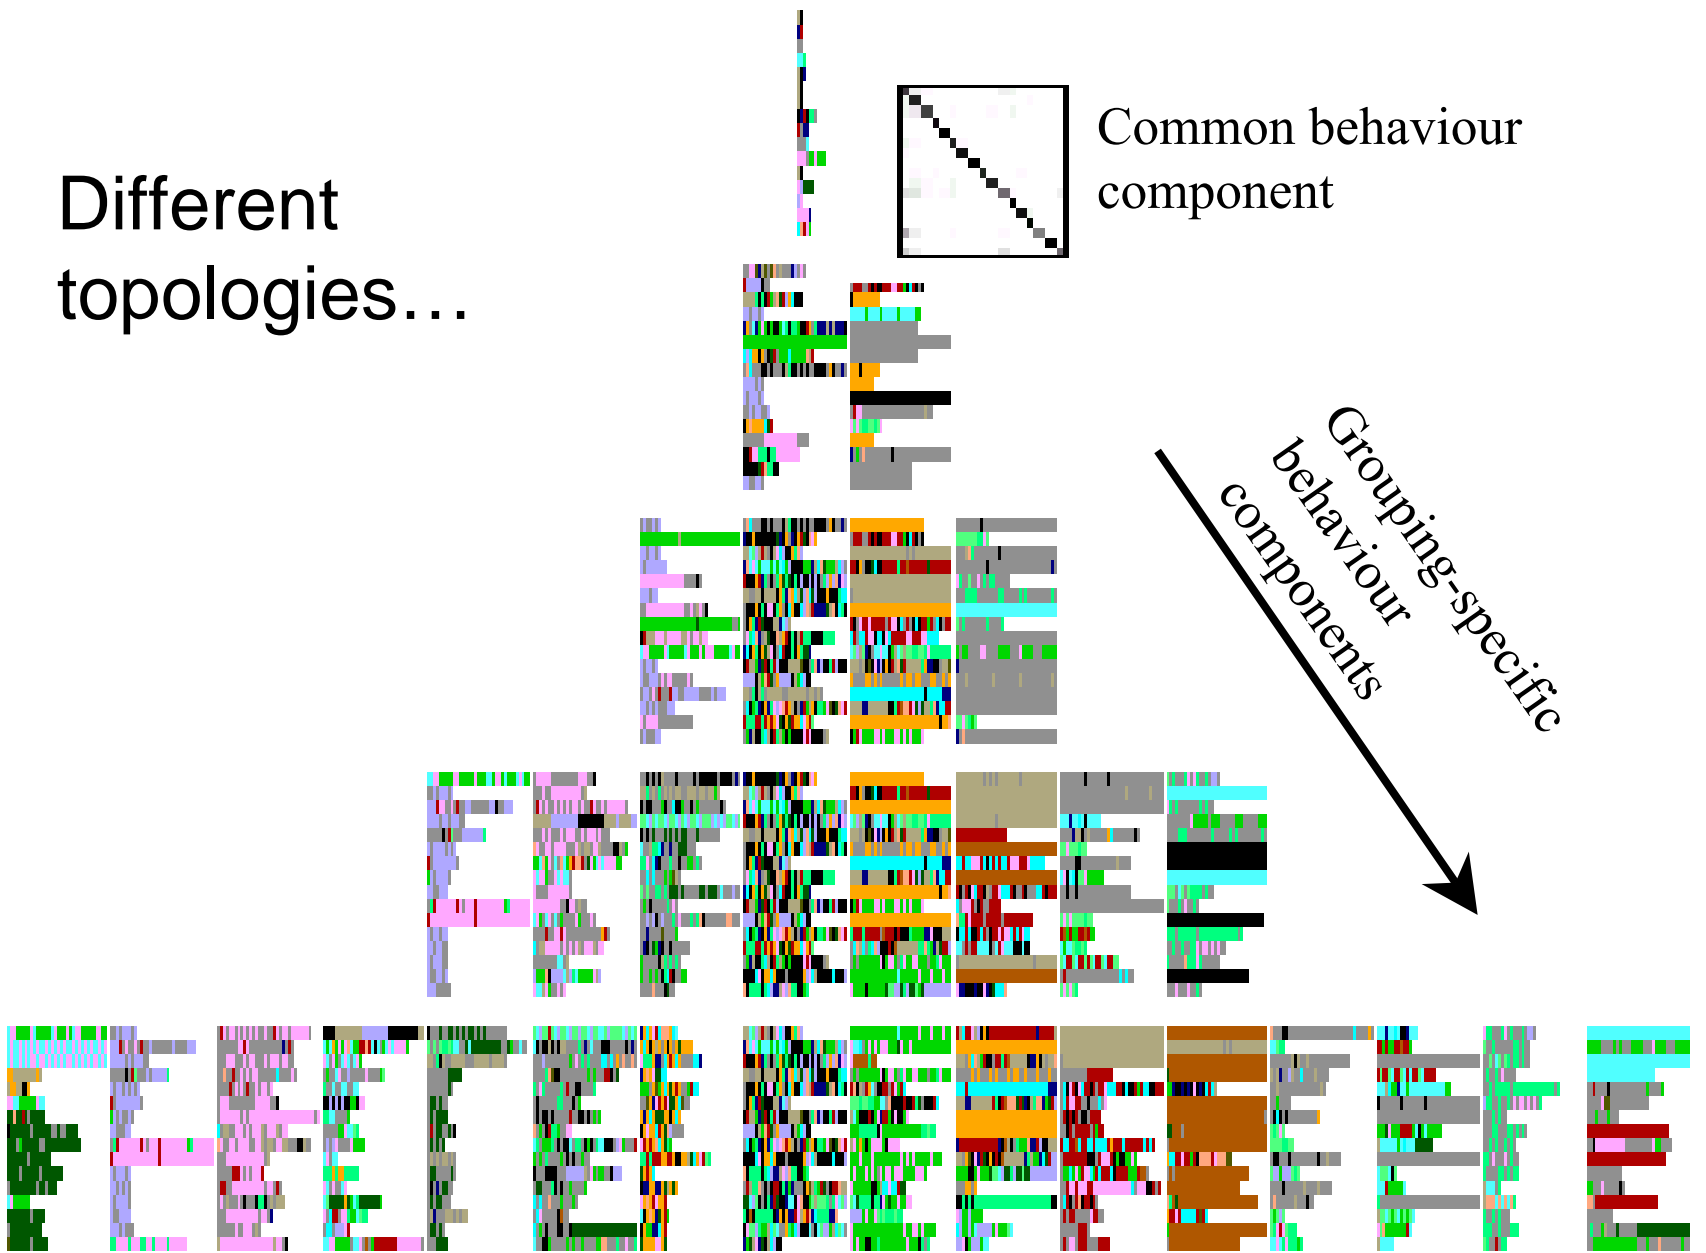 Different
topologies…
Common behaviour
component
Grouping-specific
behaviour
components